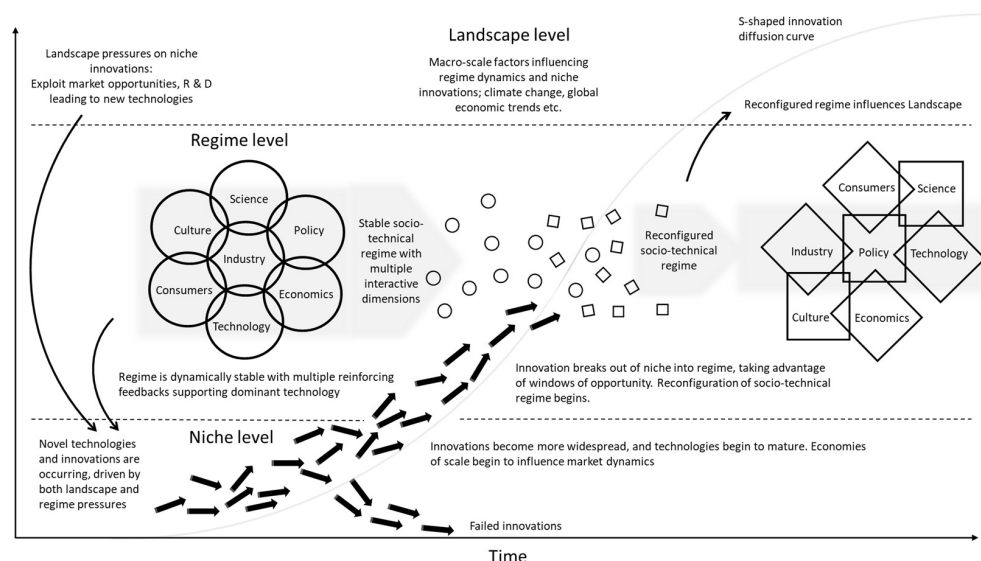 S-shaped innovation
diffusion curve
Landscape level
Landscape pressures on niche
innovations:
Exploit market opportunities, R & D
leading to new technologies
Macro-scale factors influencing
regime dynamics and niche
innovations; climate change, global
economic trends etc.
Reconfigured regime influences Landscape
Regime level
Science
Culture
Policy
Industry
Consumers
Economics
Technology
Stable socio-
technical
regime with
multiple
interactive
dimensions
Reconfigured
socio-technical
regime
Consumers
Science
Industry
Policy
Technology
Culture
Economics
Regime is dynamically stable with multiple reinforcing
feedbacks supporting dominant technology
Innovation breaks out of niche into regime, taking advantage
of windows of opportunity. Reconfiguration of socio-technical
regime begins.
Niche level
Novel technologies
and innovations are
occurring, driven by
both landscape and
regime pressures
Innovations become more widespread, and technologies begin to mature. Economies
of scale begin to influence market dynamics
Failed innovations
Time